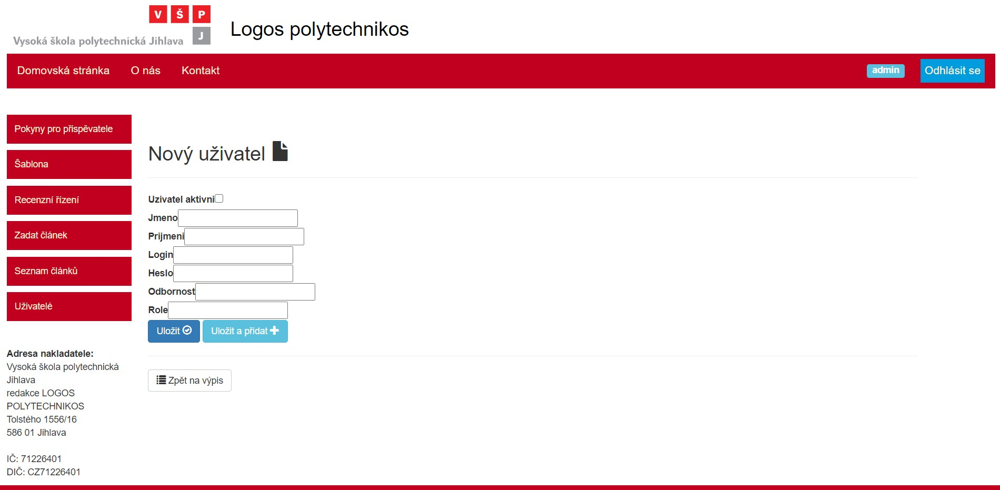 V Š P
J
Vysoká škola polytechnická Jihlava
Logos polytechnikos
Domovská stránka
O nás
Kontakt
admin
Odhlásit se
Pokyny pro přispěvatele
Šablona
Recenzní řízení
Zadat článek
Seznam článků
Uživatelé
Adresa nakladatele:
Vysoká škola polytechnická
Jihlava
redakce LOGOS
POLYTECHNIKOS
Tolstého 1556/16
586 01 Jihlava
IČ: 71226401
DIČ: CZ71226401
Nový uživatel
Uzivatel aktivni
Jmeno
Prijmeni
Login
Heslo
Odbornost
Role
Uložit
Uložit a přidat
Zpět na výpis